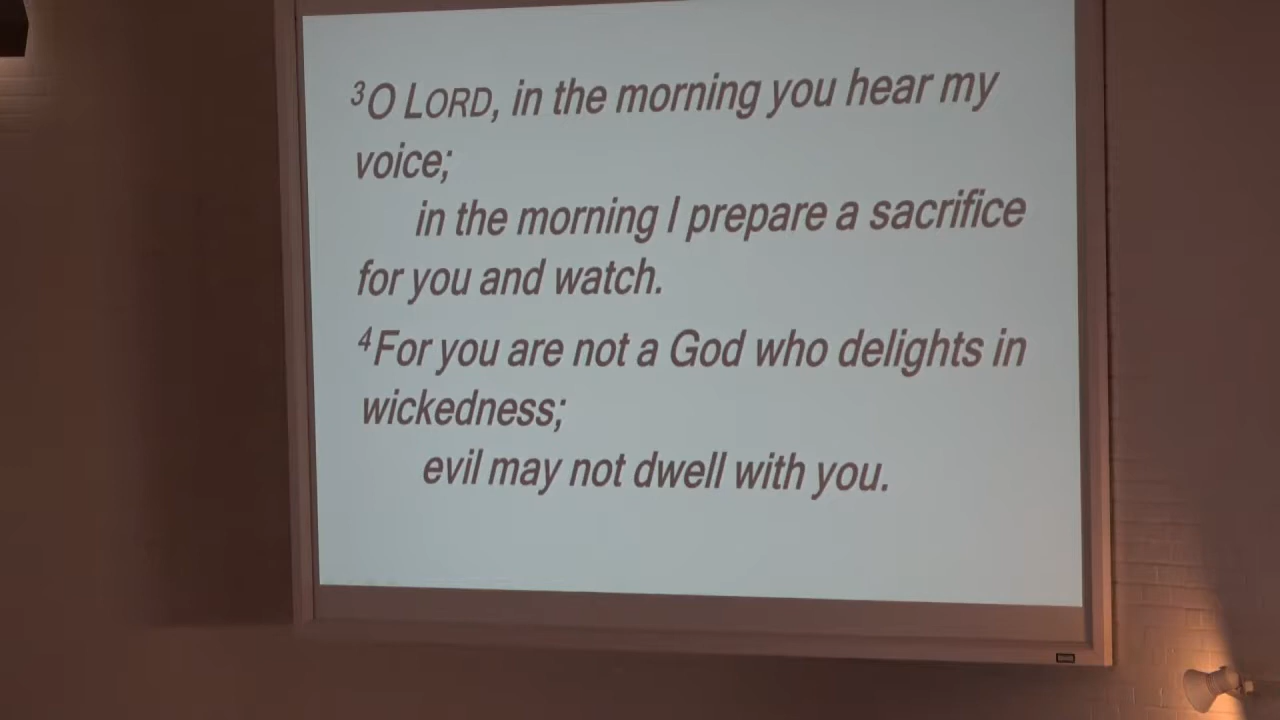 ³O LORD, in the morning you hear my
voice;
in the morning I prepare a sacrifice
for you and watch.
⁴For you are not a God who delights in
wickedness;
evil may not dwell with you.